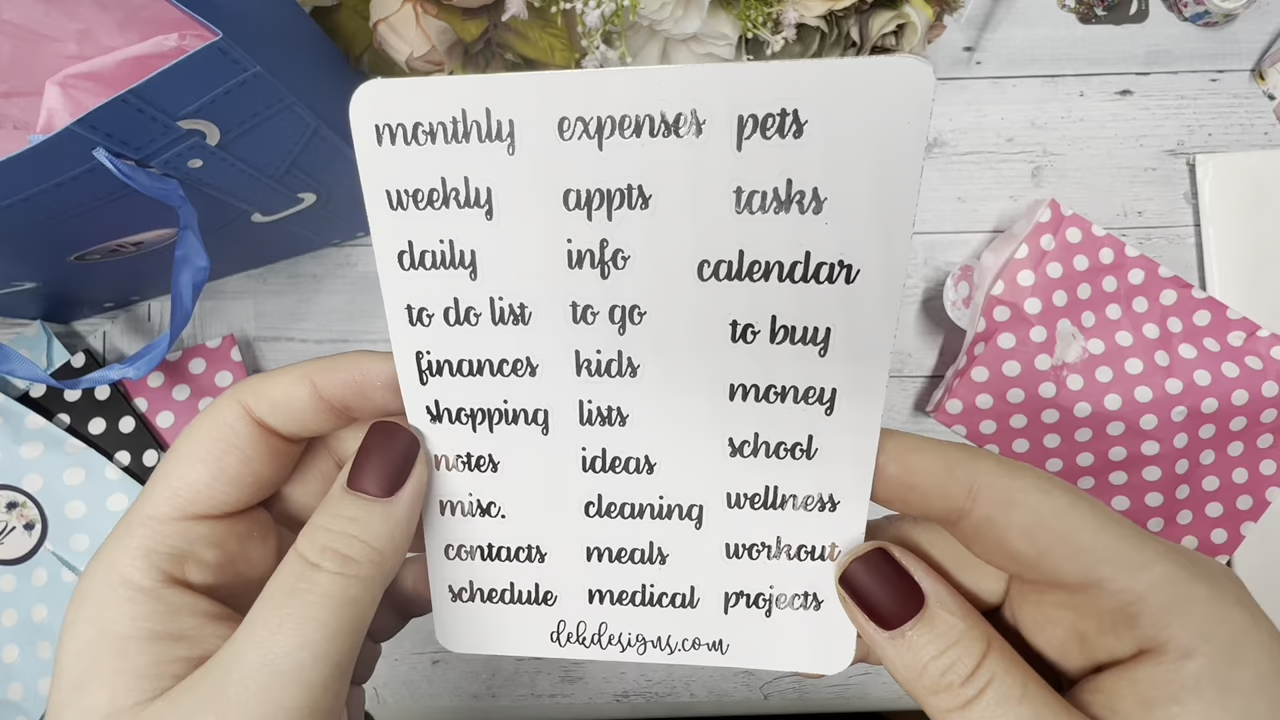 monthly expenses pets
weekly appts tasks
daily info calendar
to do list to go to buy
finances kids money
shopping lists school
notes ideas wellness
misc. cleaning workout
contacts meals projects
schedule medical
dekdesigns.com